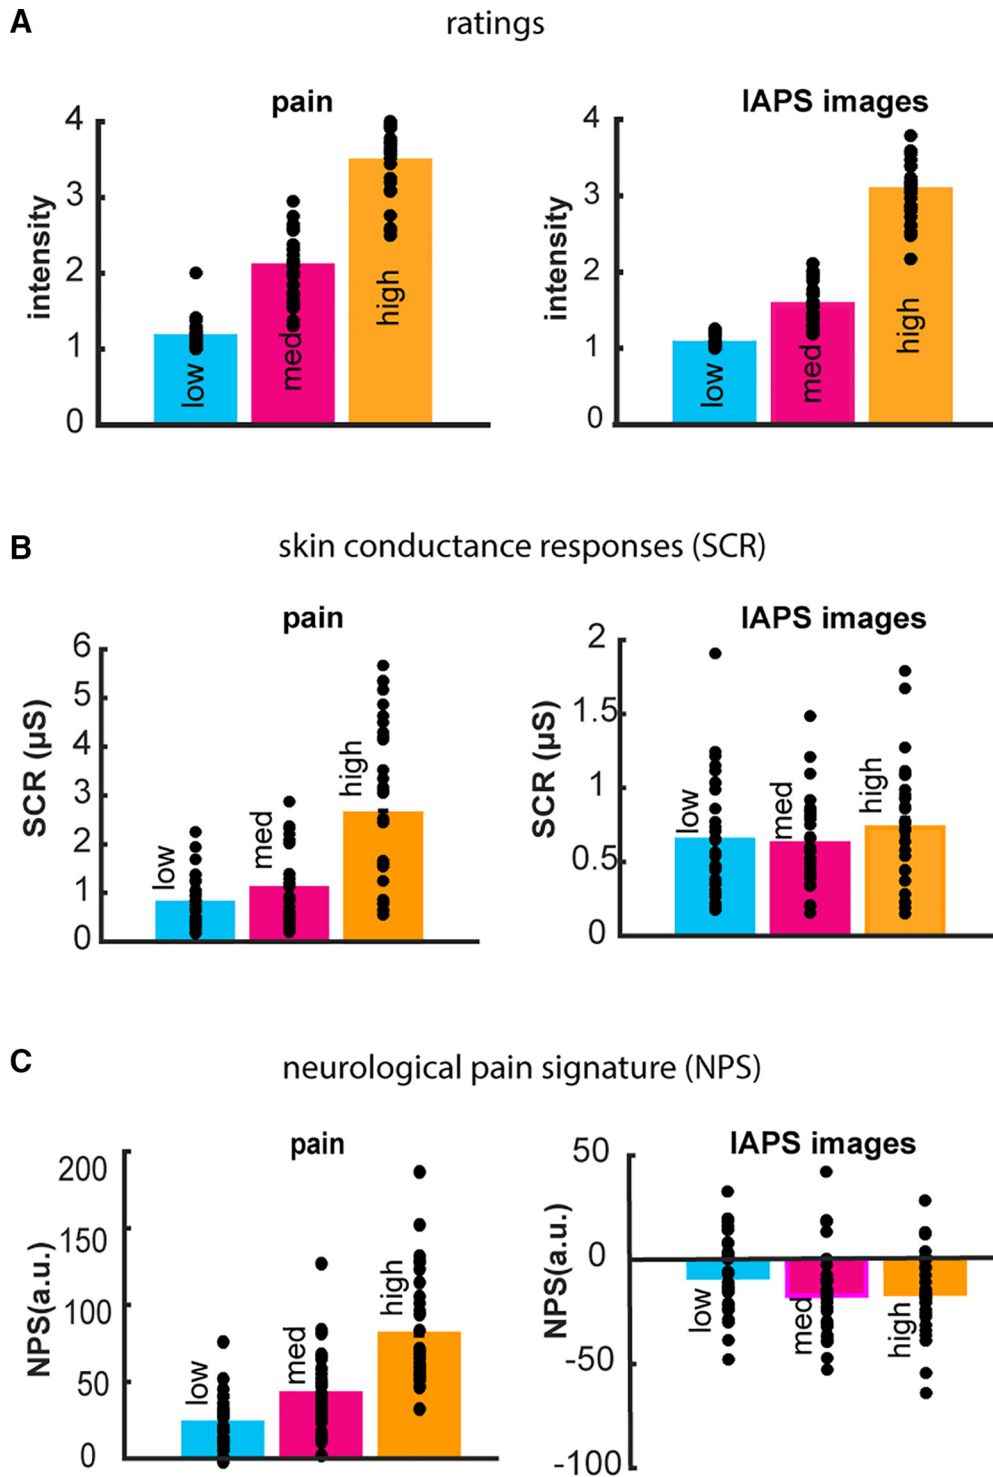 A
ratings
pain
4
3
2
1
0
intensity
low
med
high
IAPS images
4
3
2
1
0
intensity
low
med
high
B
skin conductance responses (SCR)
pain
6
5
4
3
2
1
0
SCR (µS)
low
med
high
IAPS images
2
1.5
1
0.5
0
SCR (µS)
low
med
high
C
neurological pain signature (NPS)
pain
200
150
100
50
0
NPS(a.u.)
low
med
high
IAPS images
50
0
-50
-100
NPS(a.u.)
low
med
high